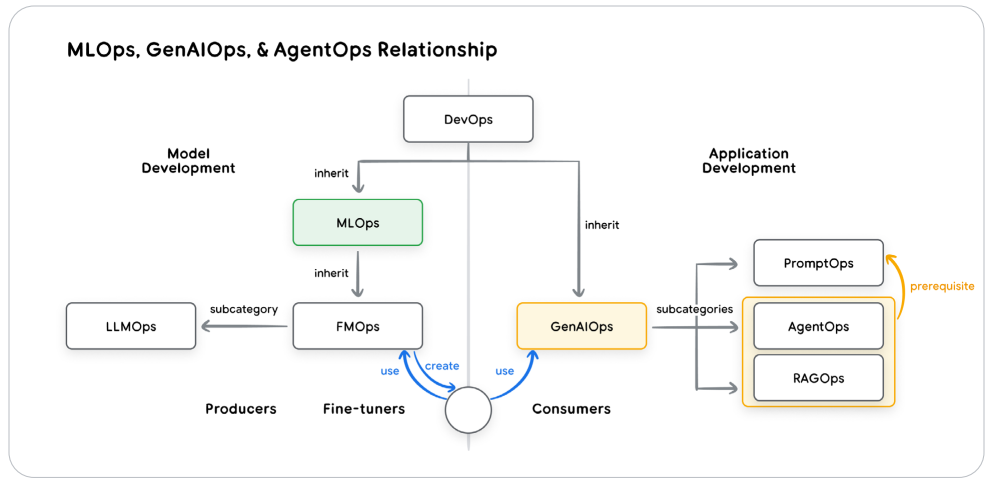 MLOps, GenAIOps, & AgentOps Relationship
DevOps
Model
Development
Application
Development
inherit
MLOps
inherit
inherit
PromptOps
prerequisite
LLMOps
subcategory
FMOps
GenAIOps
subcategories
AgentOps
RAGOps
use
create
use
Producers
Fine-tuners
Consumers